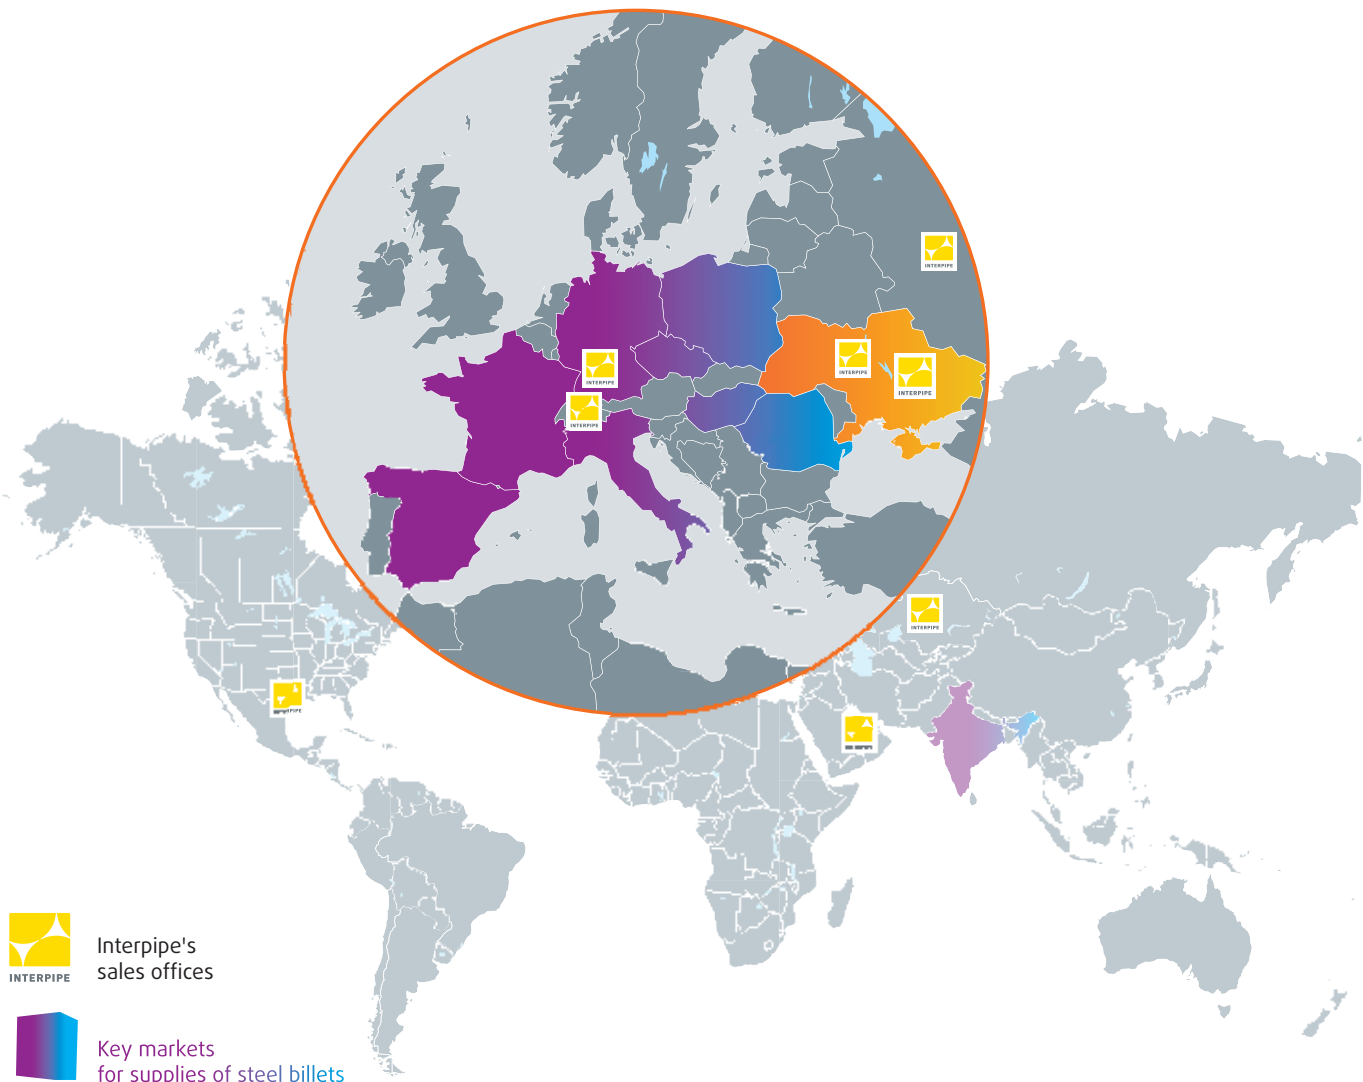 INTERPIPE
INTERPIPE
INTERPIPE
INTERPIPE
INTERPIPE
INTERPIPE
INTERPIPE
Interpipe's
sales offices
Key markets
for supplies of steel billets